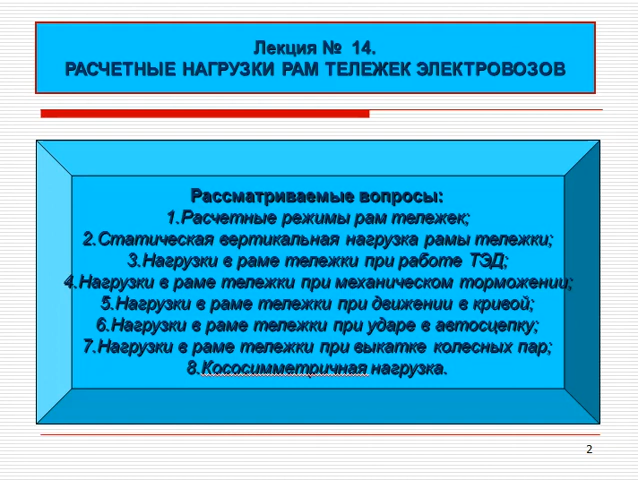 Лекция № 14.
РАСЧЕТНЫЕ НАГРУЗКИ РАМ ТЕЛЕЖЕК ЭЛЕКТРОВОЗОВ
Рассматриваемые вопросы:
1.Расчетные режимы рам тележек;
2.Статическая вертикальная нагрузка рамы тележки;
3.Нагрузки в раме тележки при работе ТЭД;
4.Нагрузки в раме тележки при механическом торможении;
5.Нагрузки в раме тележки при движении в кривой;
6.Нагрузки в раме тележки при ударе в автосцепку;
7.Нагрузки в раме тележки при выкатке колесных пар;
8.Кососимметричная нагрузка.
2